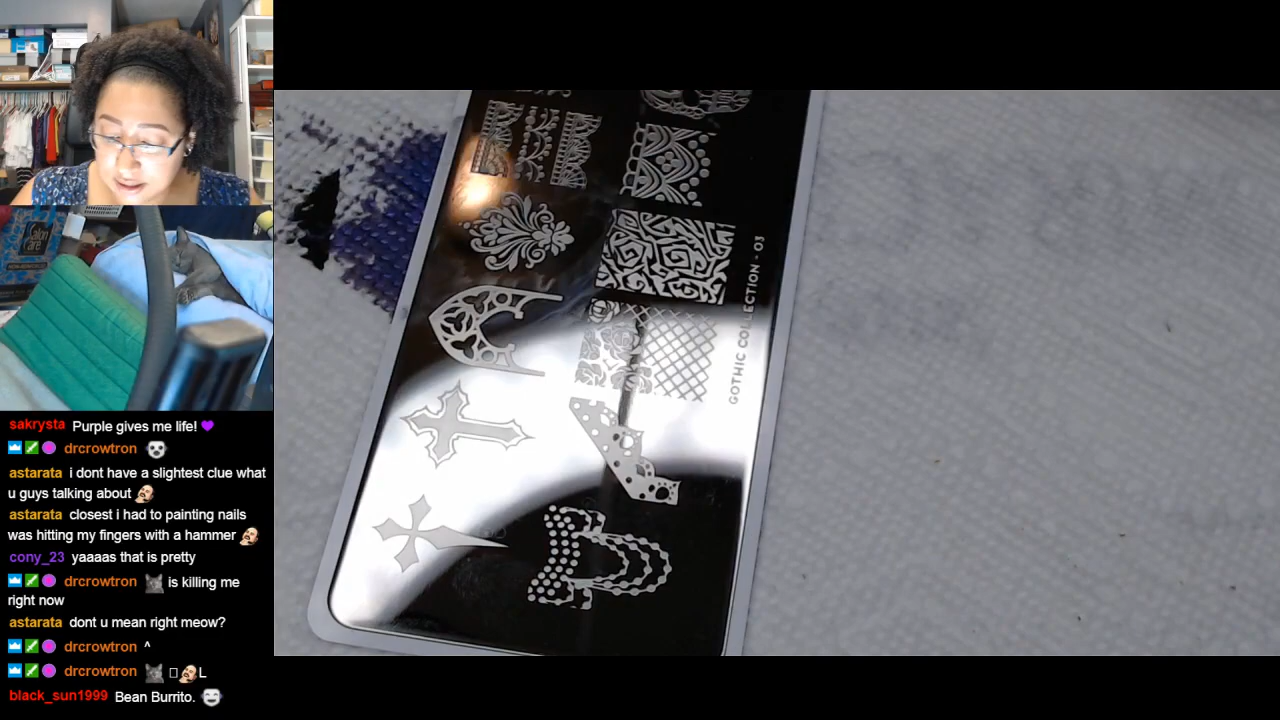 Salon
Care
GOTHIC COLLECTION - 03
sakrysta Purple gives me life!
drcrowtron
astarata i dont have a slightest clue what
u guys talking about
astarata closest i had to painting nails
was hitting my fingers with a hammer
cony_23 yaaaas that is pretty
drcrowtron is killing me
right now
astarata dont u mean right meow?
drcrowtron ^
drcrowtron L
black_sun1999 Bean Burrito.